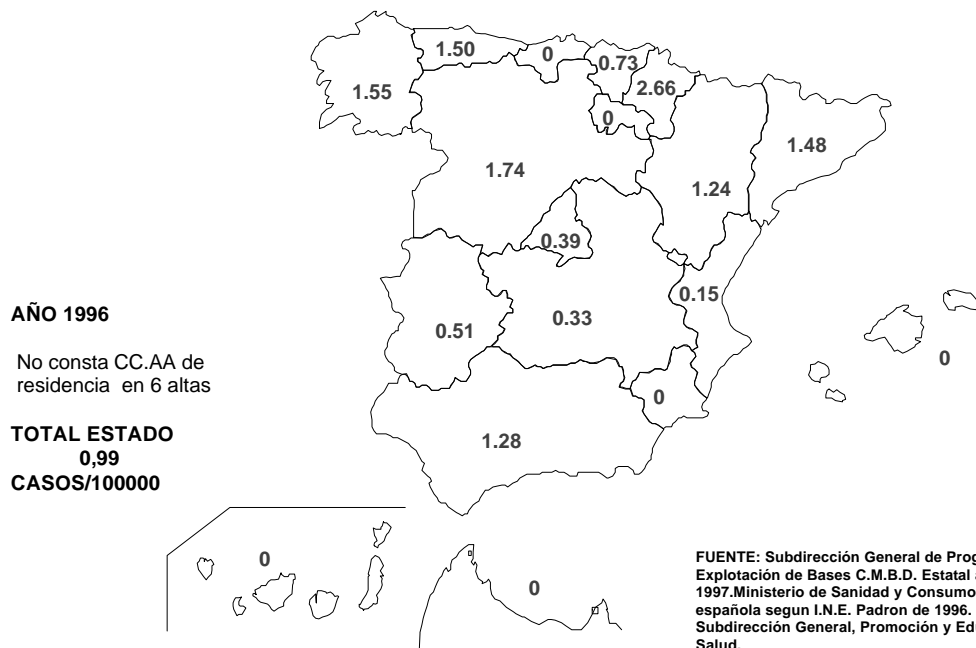 1.50
0
0.73
2.66
1.55
0
1.48
1.74
1.24
0.39
0.15
AÑO 1996
0.51
0.33
No consta CC.AA de
residencia en 6 altas
0
0
TOTAL ESTADO
0,99
CASOS/100000
1.28
0
0
FUENTE: Subdirección General de
Explotación de Bases C.M.B.D. Estatal
1997.Ministerio de Sanidad y Consumo
española segun I.N.E. Padron de 1996.
Subdirección General, Promoción y
Salud.